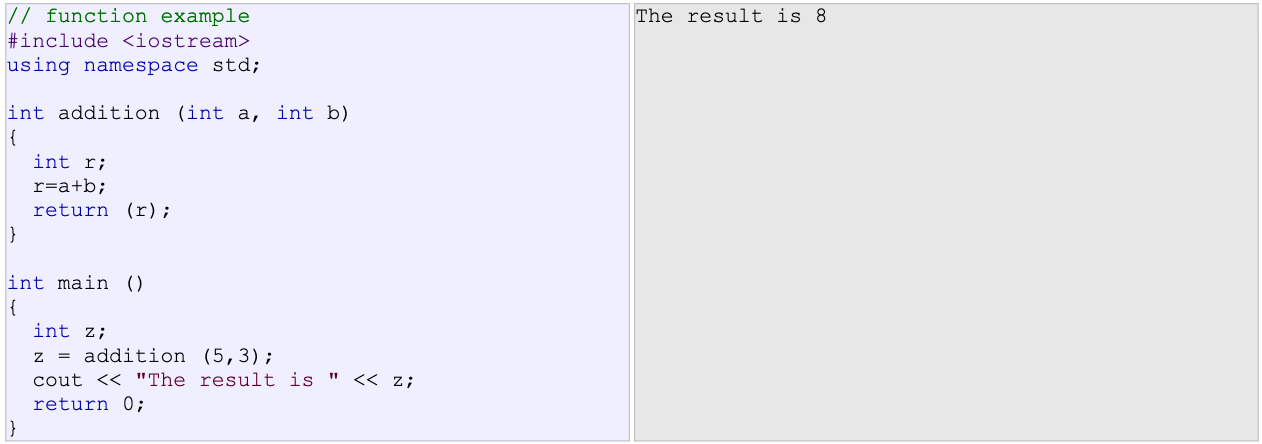 // function example
#include <iostream>
using namespace std;

int addition (int a, int b)
{
  int r;
  r=a+b;
  return (r);
}

int main ()
{
  int z;
  z = addition (5,3);
  cout << "The result is " << z;
  return 0;
}
The result is 8